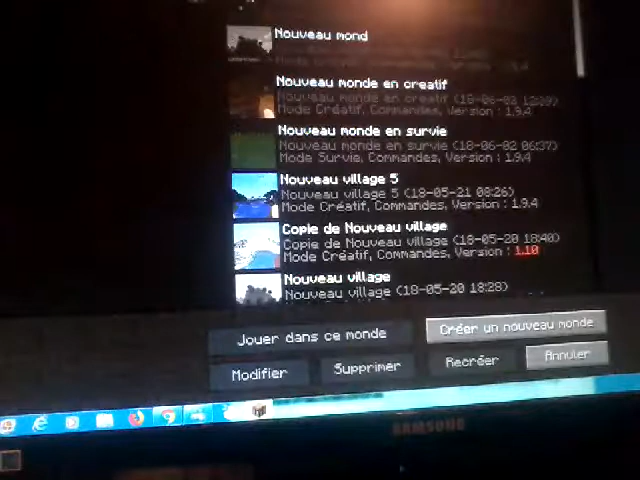 Nouveau mond
Nouveau monde en creatif
Nouveau monde en creatif (18-06-02 12:39)
Mode Créatif, Commandes, Version : 1.9.4
Nouveau monde en survie
Nouveau monde en survie (18-06-02 06:37)
Mode Survie, Commandes, Version : 1.9.4
Nouveau village 5
Nouveau village 5 (18-05-21 08:26)
Mode Créatif, Commandes, Version : 1.9.4
Copie de Nouveau village
Copie de Nouveau village (18-05-20 18:40)
Mode Créatif, Commandes, Version : 1.10
Nouveau village
Nouveau village (18-05-20 18:28)
Jouer dans ce monde
Créer un nouveau monde
Modifier
Supprimer
Recréer
Annuler
SAMSUNG